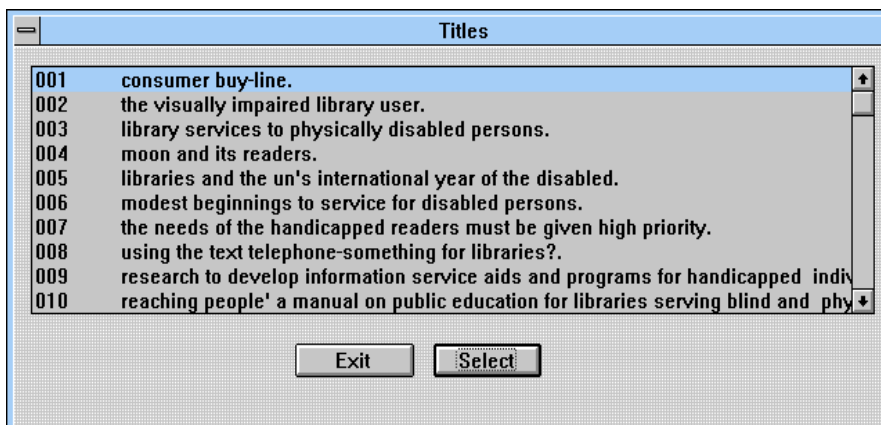 Titles
001 consumer buy-line.
002 the visually impaired library user.
003 library services to physically disabled persons.
004 moon and its readers.
005 libraries and the un's international year of the disabled.
006 modest beginnings to service for disabled persons.
007 the needs of the handicapped readers must be given high priority.
008 using the text telephone-something for libraries?.
009 research to develop information service aids and programs for handicapped indiv
010 reaching people' a manual on public education for libraries serving blind and phy
Exit Select